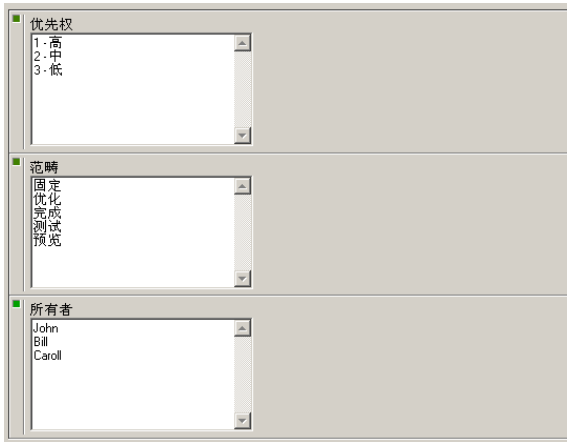 优先权
1 - 高
2 - 中
3 - 低
范畴
固定
优化
完成
测试
预览
所有者
John
Bill
Caroll